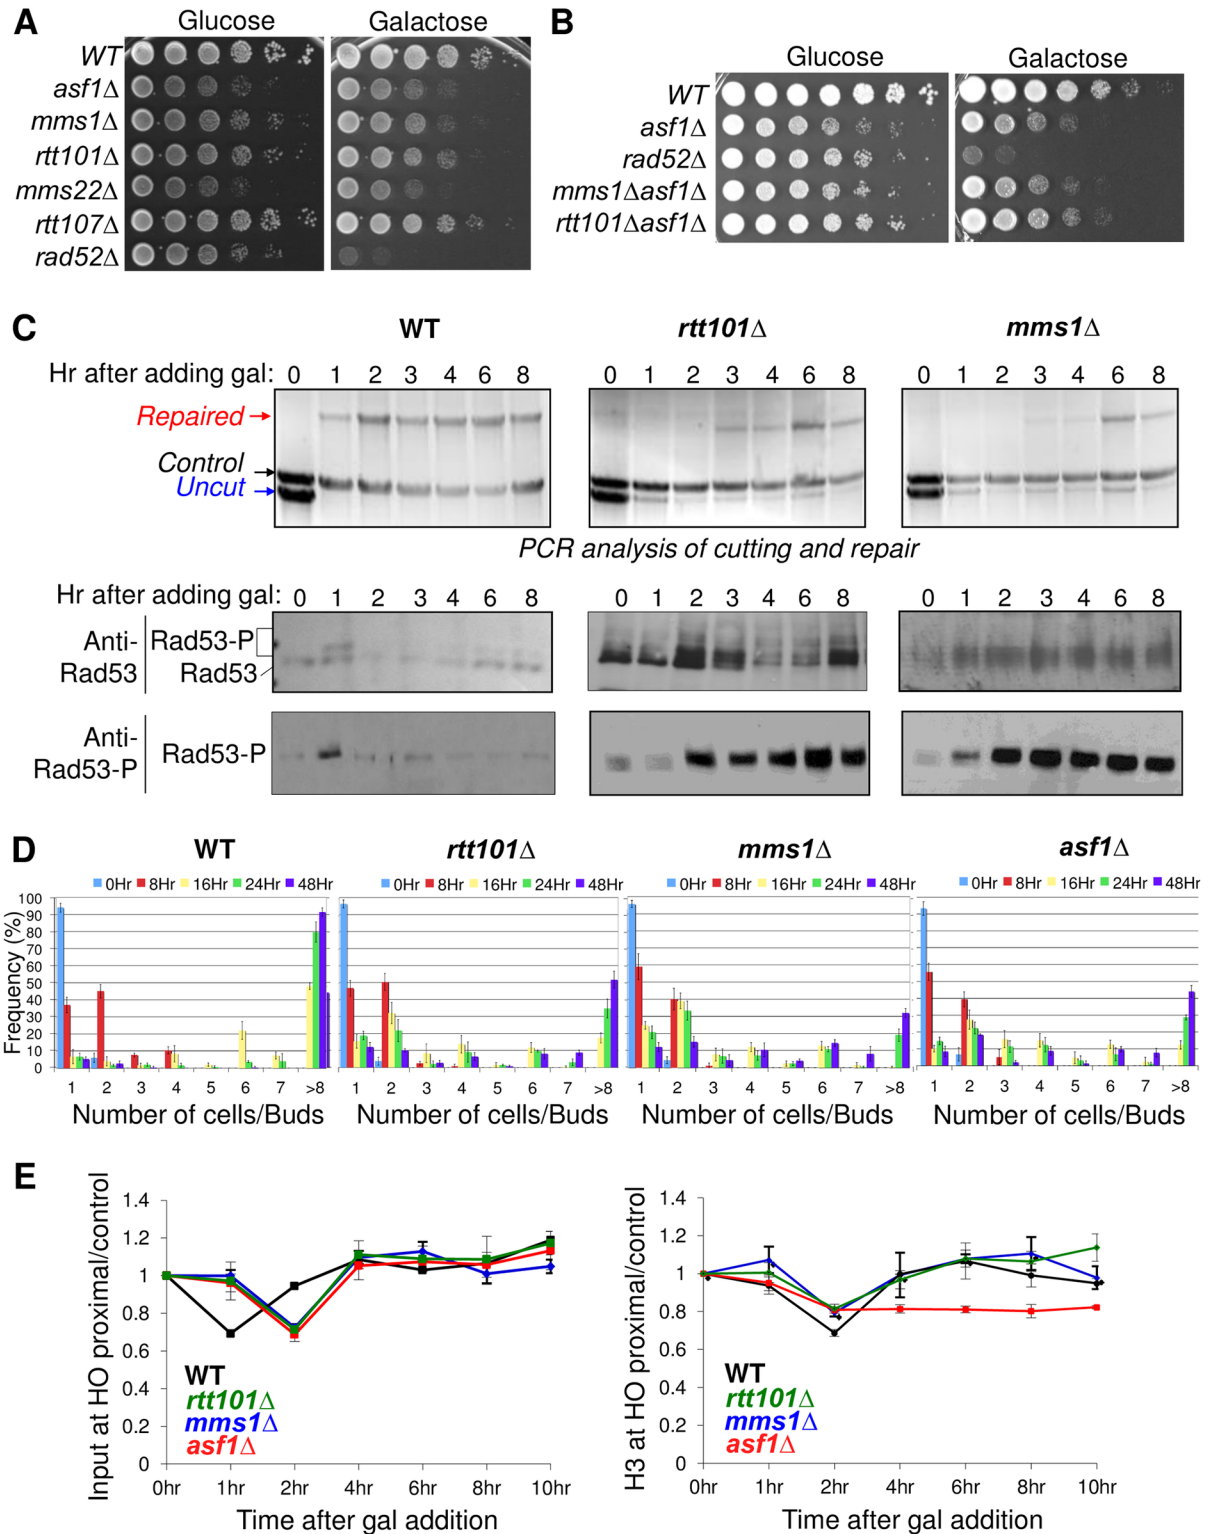 A
Glucose Galactose
WT
asf1Δ
mms1Δ
rtt101Δ
mms22Δ
rtt107Δ
rad52Δ
B
Glucose Galactose
WT
asf1Δ
rad52Δ
mms1Δasf1Δ
rtt101Δasf1Δ
C
WT rtt101Δ mms1Δ
Hr after adding gal: 0 1 2 3 4 6 8 0 1 2 3 4 6 8 0 1 2 3 4 6 8
Repaired
Control
Uncut
PCR analysis of cutting and repair
Hr after adding gal: 0 1 2 3 4 6 8 0 1 2 3 4 6 8 0 1 2 3 4 6 8
Anti-Rad53 Rad53-P
Rad53
Anti-Rad53-P Rad53-P
D
WT rtt101Δ mms1Δ asf1Δ
0Hr 8Hr 16Hr 24Hr 48Hr 0Hr 8Hr 16Hr 24Hr 48Hr 0Hr 8Hr 16Hr 24Hr 48Hr 0Hr 8Hr 16Hr 24Hr 48Hr
Frequency (%)
100
90
80
70
60
50
40
30
20
10
0
1 2 3 4 5 6 7 >8 1 2 3 4 5 6 7 >8 1 2 3 4 5 6 7 >8 1 2 3 4 5 6 7 >8
Number of cells/Buds Number of cells/Buds Number of cells/Buds Number of cells/Buds
E
Input at HO proximal/control
1.4
1.2
1
0.8
0.6
0.4
0.2
0
WT
rtt101Δ
mms1Δ
asf1Δ
0hr 1hr 2hr 4hr 6hr 8hr 10hr
Time after gal addition
H3 at HO proximal/control
1.4
1.2
1
0.8
0.6
0.4
0.2
0
WT
rtt101Δ
mms1Δ
asf1Δ
0hr 1hr 2hr 4hr 6hr 8hr 10hr
Time after gal addition